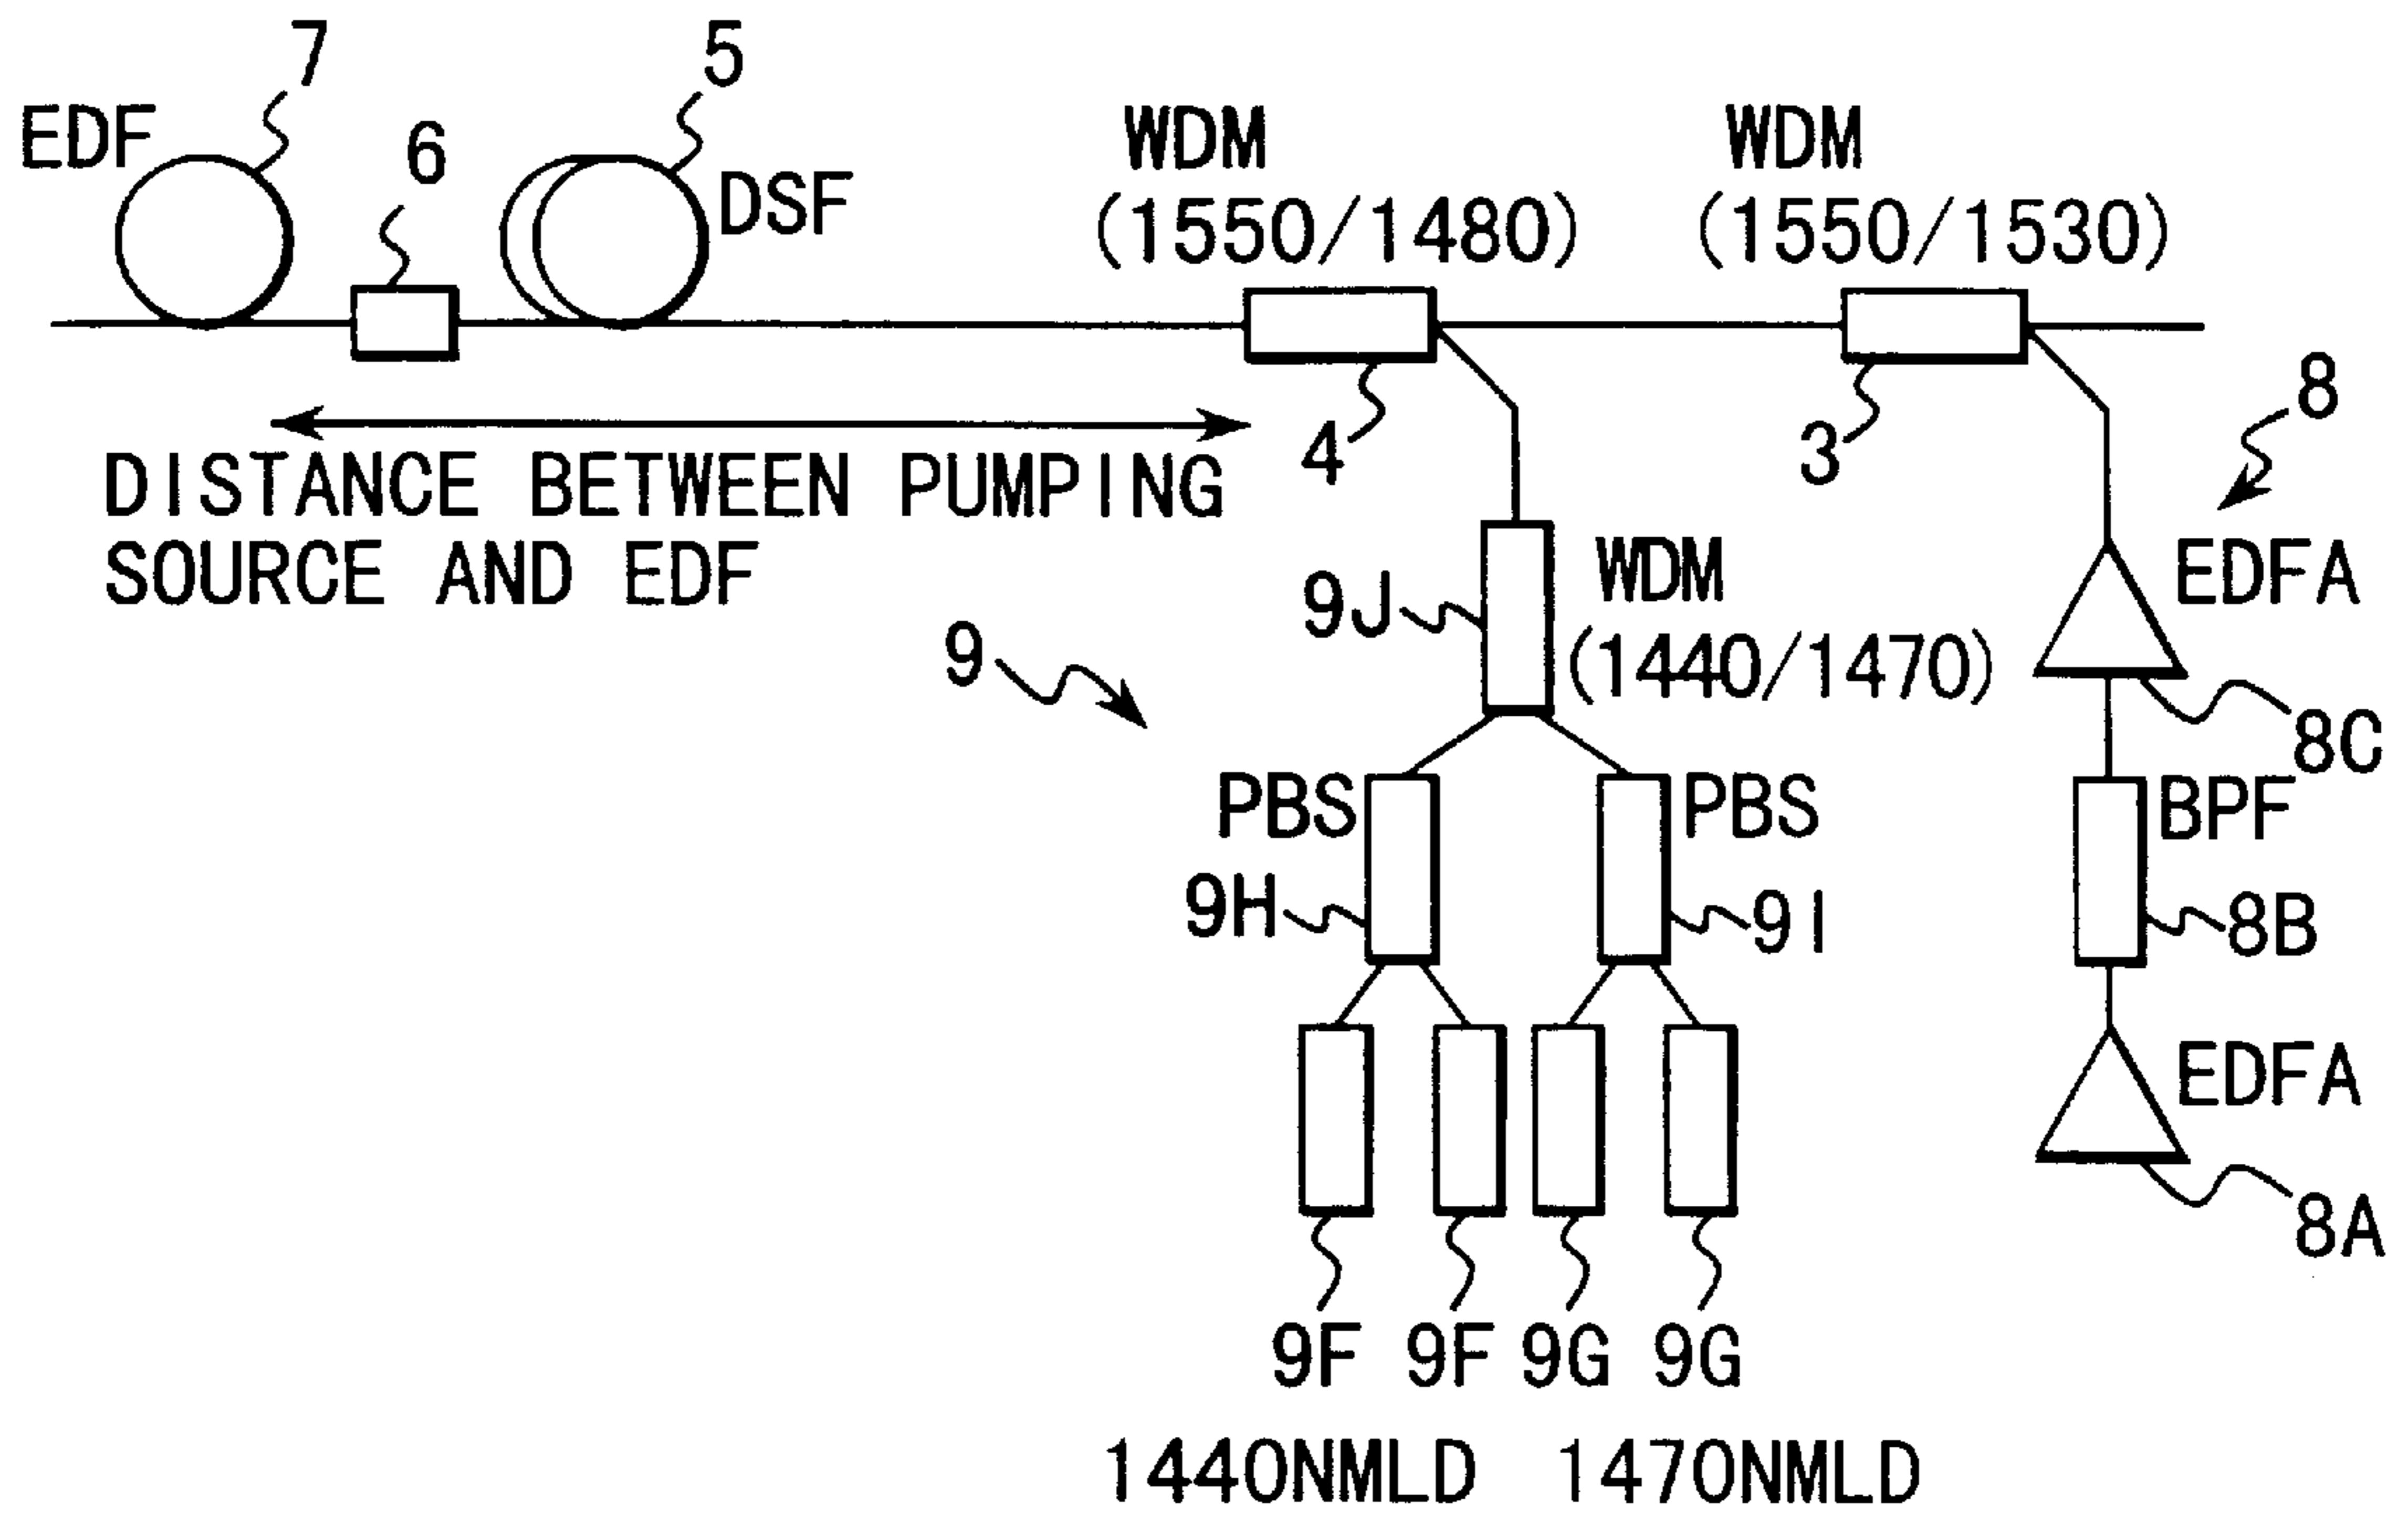 7
5
EDF
6
DSF
WDM
(1550/1480)
WDM
(1550/1530)
4
3
8
DISTANCE BETWEEN PUMPING
SOURCE AND EDF
9J
WDM
(1440/1470)
EDFA
9
8C
PBS
PBS
BPF
9H
9I
8B
EDFA
8A
9F 9F 9G 9G
1440NMLD 1470NMLD